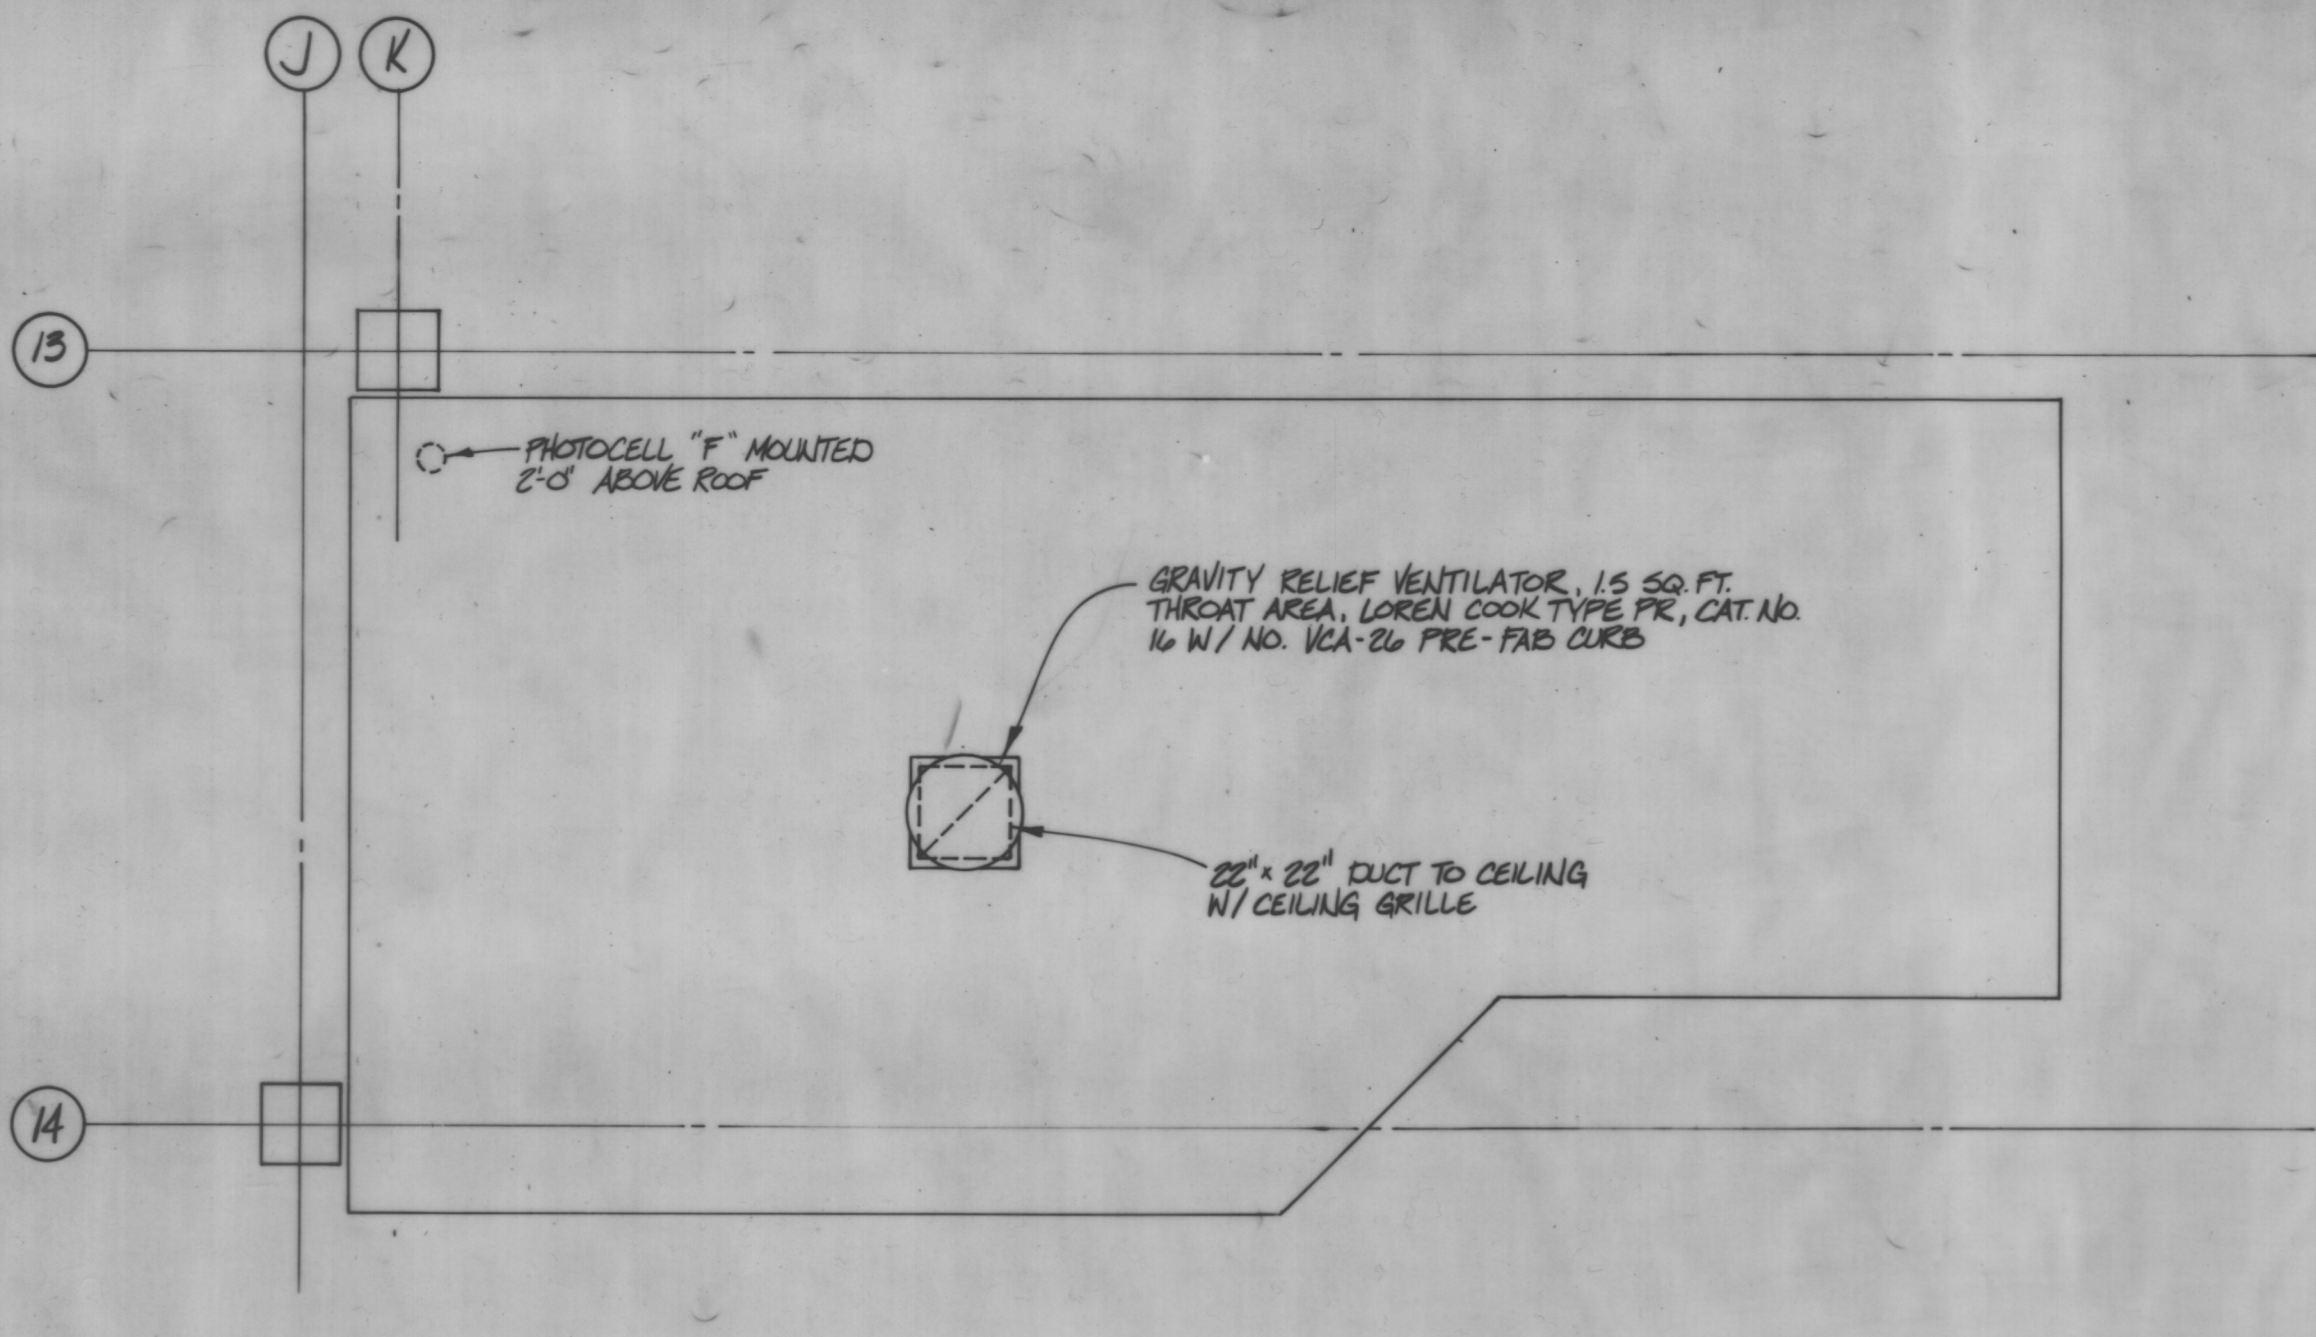 J K
13
PHOTOCELL "F" MOUNTED
2'-0" ABOVE ROOF
GRAVITY RELIEF VENTILATOR, 1.5 SQ. FT.
THROAT AREA, LOREN COOK TYPE PR, CAT. NO.
16 W/ NO. VCA-26 PRE-FAB CURB
22" x 22" DUCT TO CEILING
W/ CEILING GRILLE
14